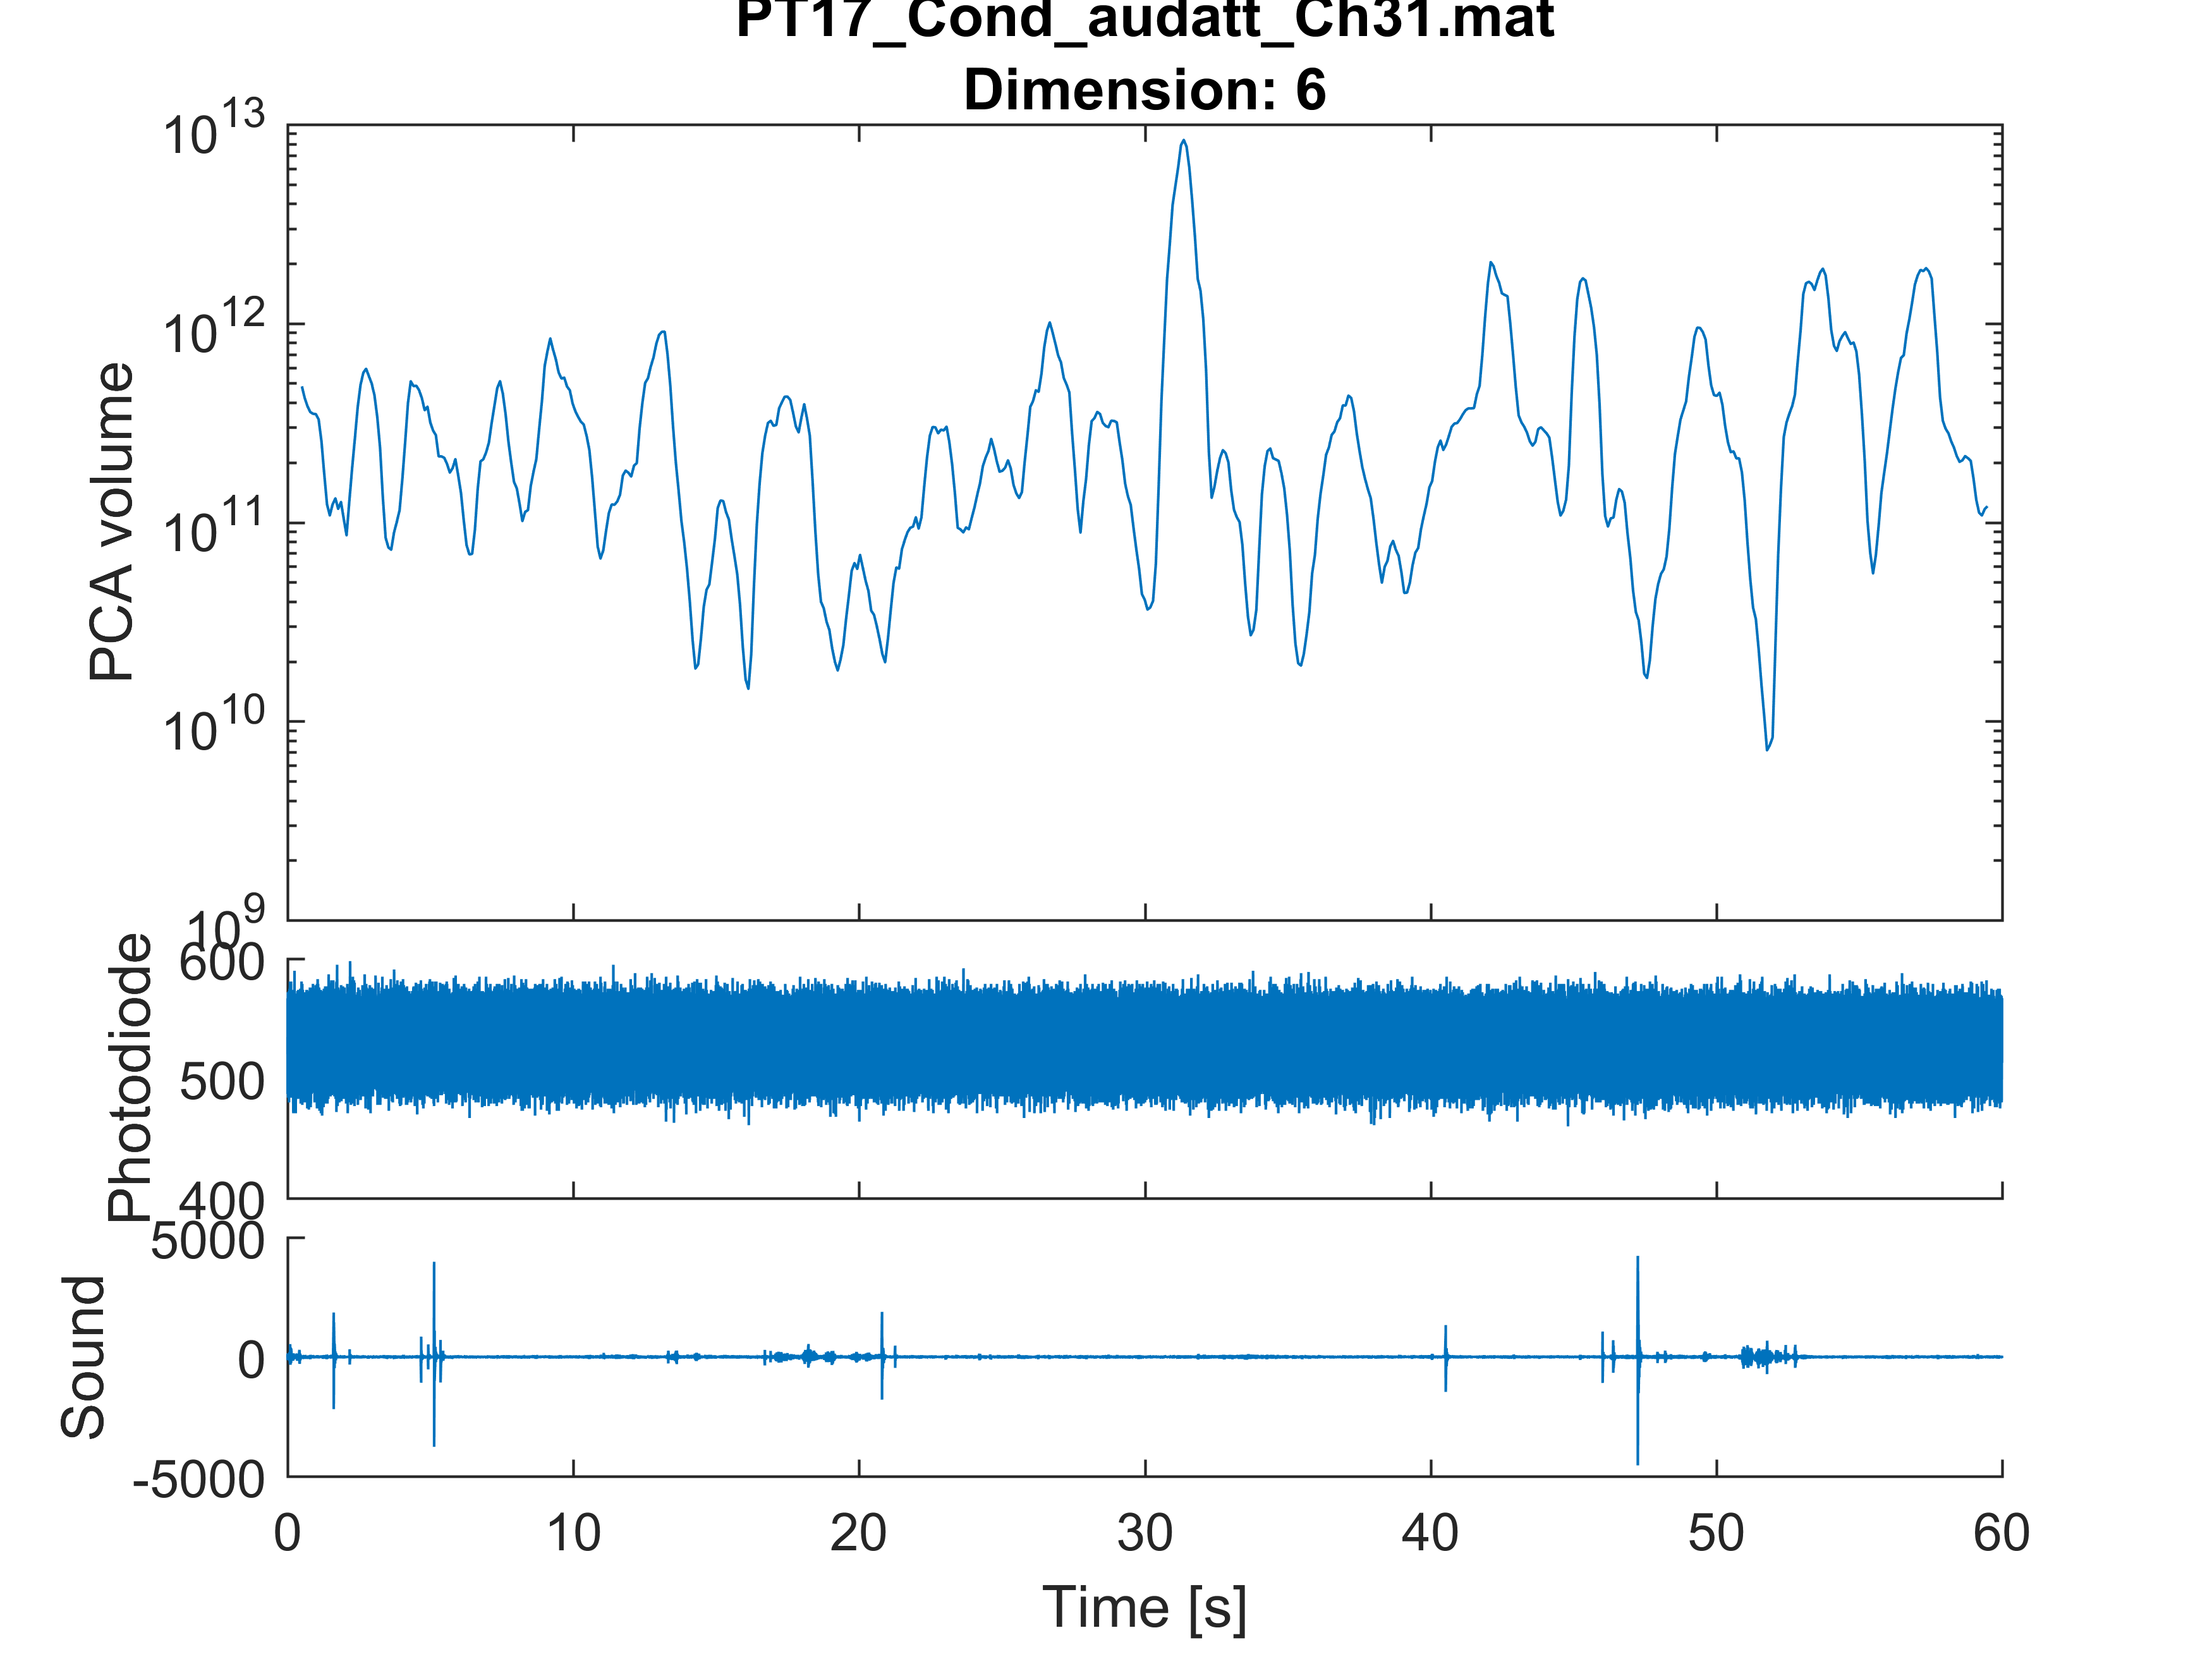 PT17_Cond_audatt_Ch31.mat
Dimension: 6
10^13
10^12
10^11
10^10
10^9
PCA volume
600
500
400
Photodiode
5000
0
-5000
Sound
0 10 20 30 40 50 60
Time [s]